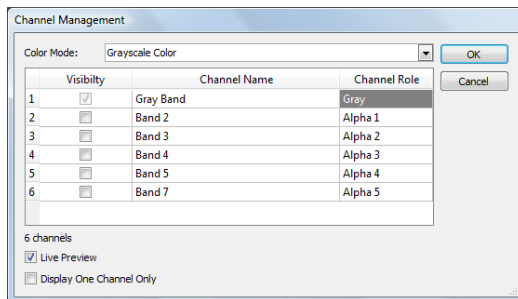 Channel Management
Color Mode: Grayscale Color OK
Visibilty Channel Name Channel Role Cancel
1 Gray Band Gray
2 Band 2 Alpha 1
3 Band 3 Alpha 2
4 Band 4 Alpha 3
5 Band 5 Alpha 4
6 Band 7 Alpha 5
6 channels
Live Preview
Display One Channel Only